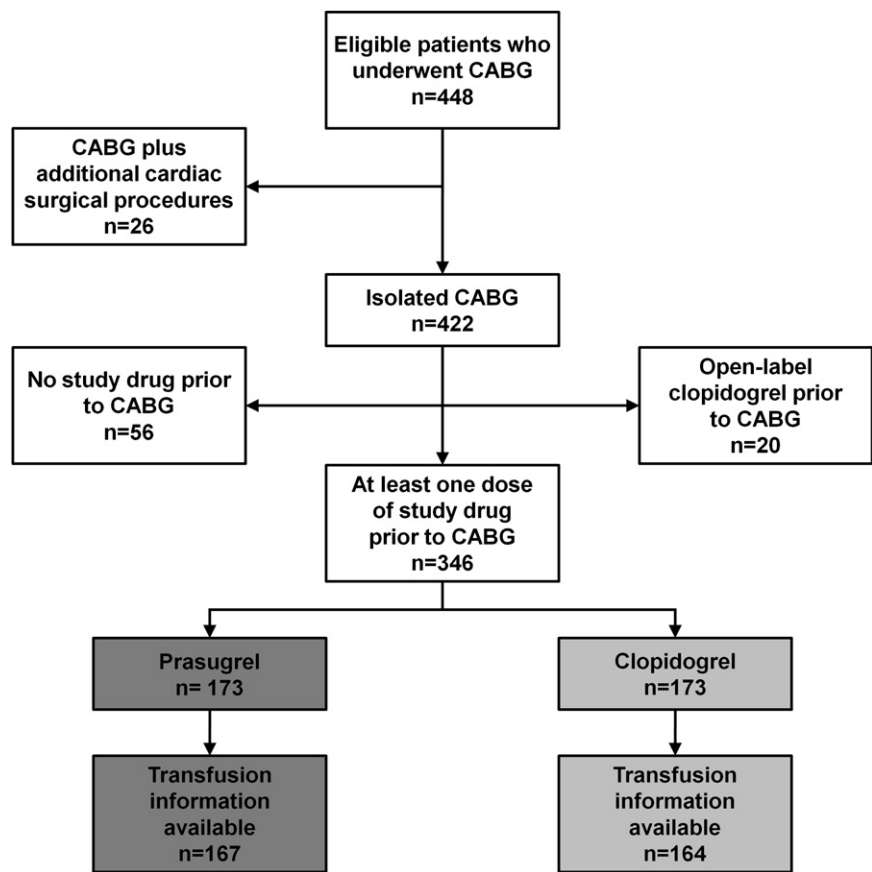 Eligible patients who
underwent CABG
n=448
CABG plus
additional cardiac
surgical procedures
n=26
Isolated CABG
n=422
No study drug prior
to CABG
n=56
Open-label
clopidogrel prior
to CABG
n=20
At least one dose
of study drug
prior to CABG
n=346
Prasugrel
n= 173
Clopidogrel
n=173
Transfusion
information
available
n=167
Transfusion
information
available
n=164